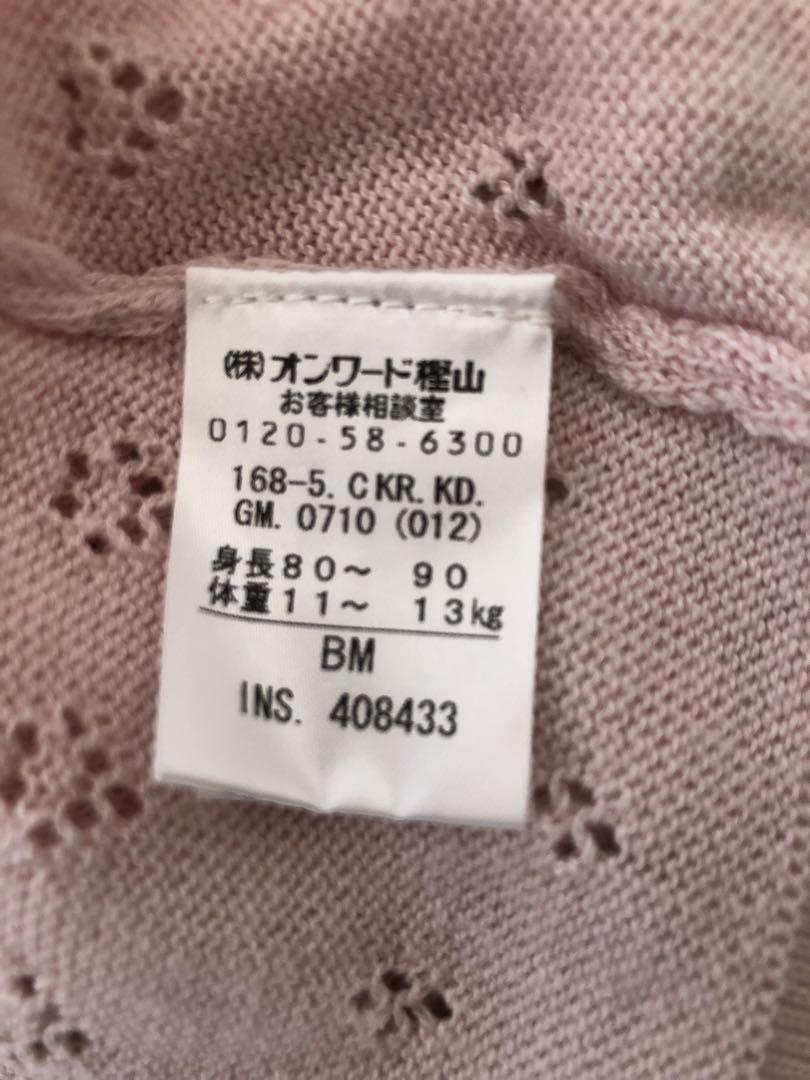 (株)オンワード樫山
お客様相談室
0120-58-6300
168-5. CKR. KD.
GM. 0710 (012)
身長80～ 90
体重11～ 13kg
BM
INS. 408433